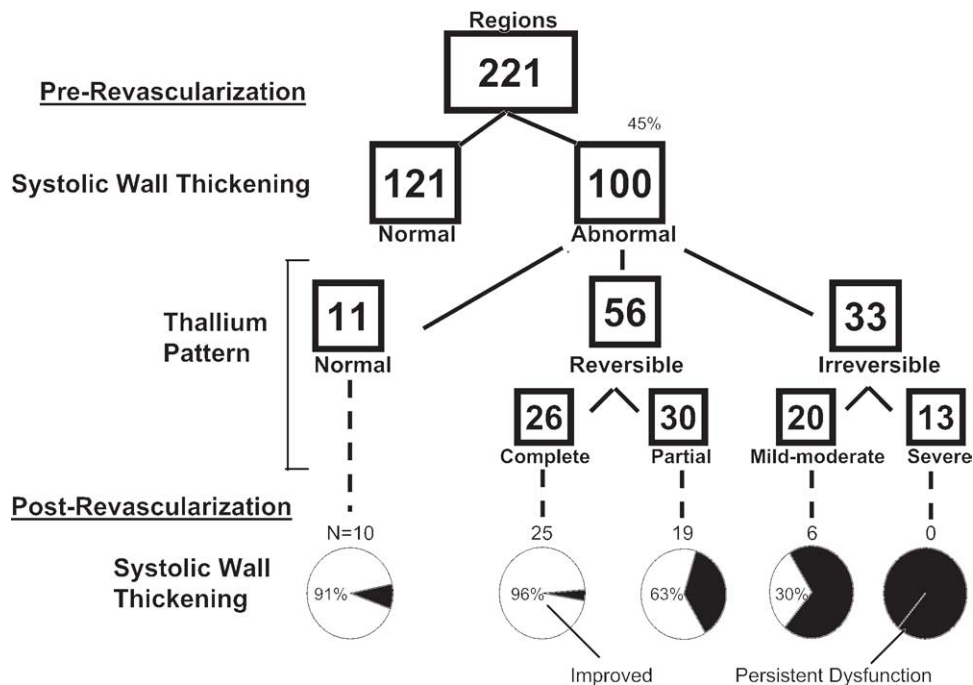 Regions
221
Pre-Revascularization
45%
Systolic Wall Thickening
121
100
Normal
Abnormal
Thallium
Pattern
11
56
33
Normal
Reversible
Irreversible
26
30
20
13
Complete
Partial
Mild-moderate
Severe
Post-Revascularization
N=10
25
19
6
0
Systolic Wall
Thickening
91%
96%
63%
30%
Improved
Persistent Dysfunction